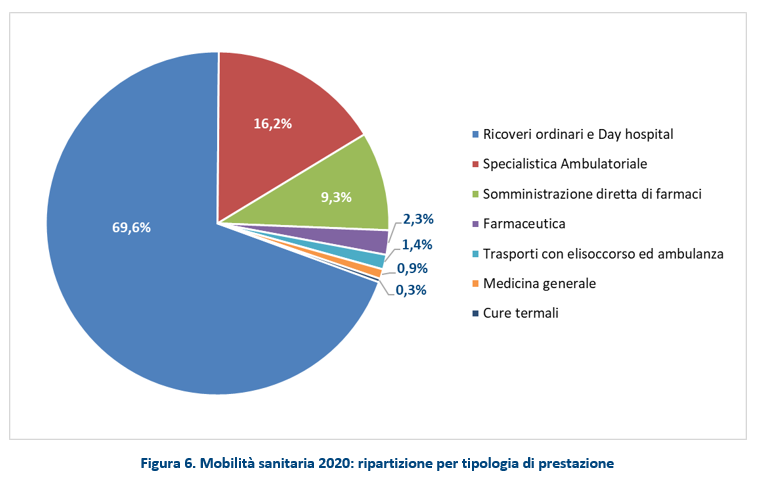 16,2%
9,3%
69,6%
2,3%
1,4%
0,9%
0,3%
Ricoveri ordinari e Day hospital
Specialistica Ambulatoriale
Somministrazione diretta di farmaci
Farmaceutica
Trasporti con elisoccorso ed ambulanza
Medicina generale
Cure termali
Figura 6. Mobilità sanitaria 2020: ripartizione per tipologia di prestazione